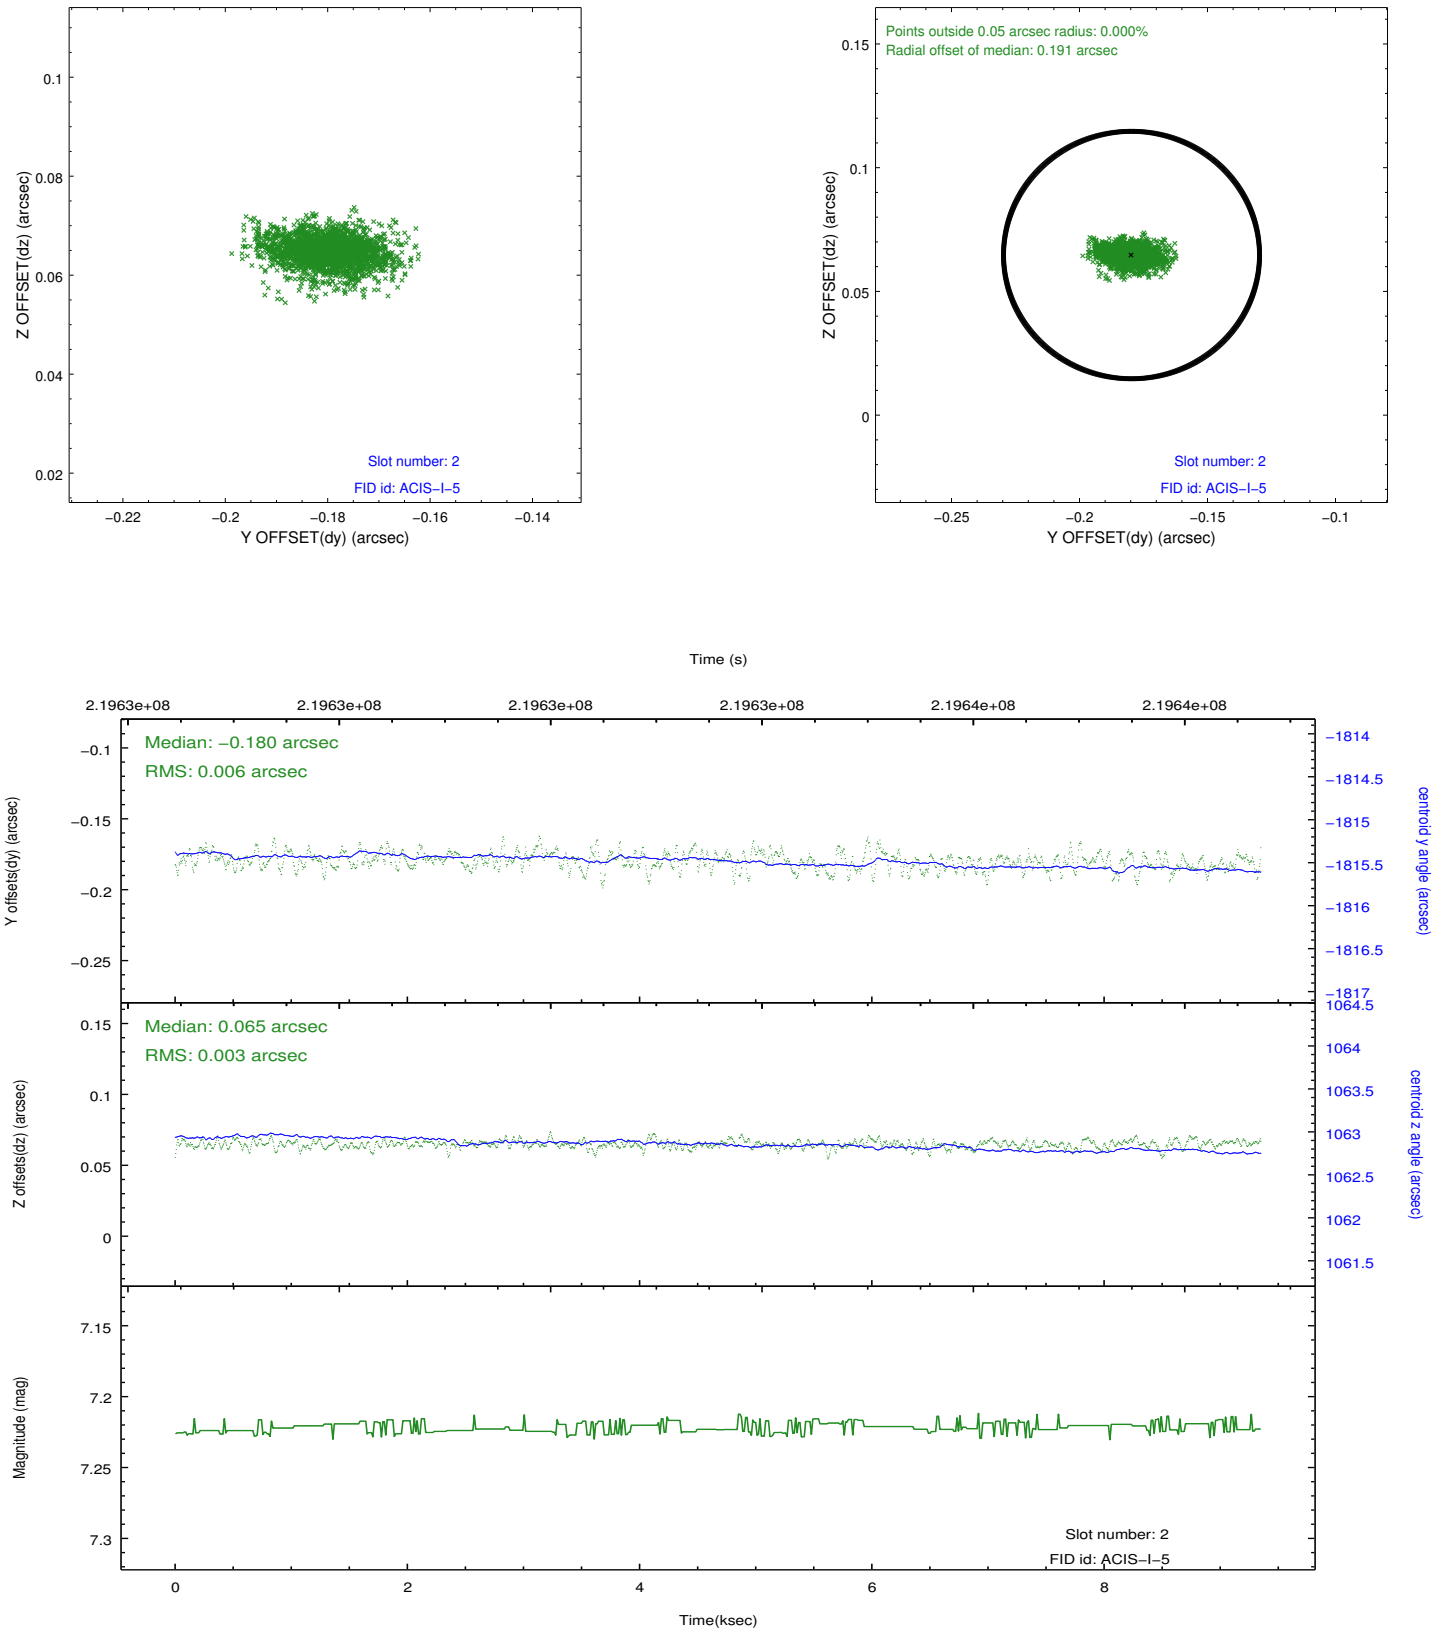 Z OFFSET(dz) (arcsec)
0.1
0.08
0.06
0.04
0.02
Slot number: 2
FID id: ACIS−I−5
−0.22 −0.2 −0.18 −0.16 −0.14
Y OFFSET(dy) (arcsec)
Points outside 0.05 arcsec radius: 0.000%
Radial offset of median: 0.191 arcsec
Z OFFSET(dz) (arcsec)
0.15
0.1
0.05
0
Slot number: 2
FID id: ACIS−I−5
−0.25 −0.2 −0.15 −0.1
Y OFFSET(dy) (arcsec)
Time (s)
2.1963e+08 2.1963e+08 2.1963e+08 2.1963e+08 2.1964e+08 2.1964e+08
Median: −0.180 arcsec
RMS: 0.006 arcsec
Y offsets(dy) (arcsec)
−0.1
−0.15
−0.2
−0.25
−1814
−1814.5
−1815
−1815.5
−1816
−1816.5
−1817
centroid y angle (arcsec)
Median: 0.065 arcsec
RMS: 0.003 arcsec
Z offsets(dz) (arcsec)
0.15
0.1
0.05
0
1064.5
1064
1063.5
1063
1062.5
1062
1061.5
centroid z angle (arcsec)
Magnitude (mag)
7.15
7.2
7.25
7.3
Slot number: 2
FID id: ACIS−I−5
0 2 4 6 8
Time(ksec)